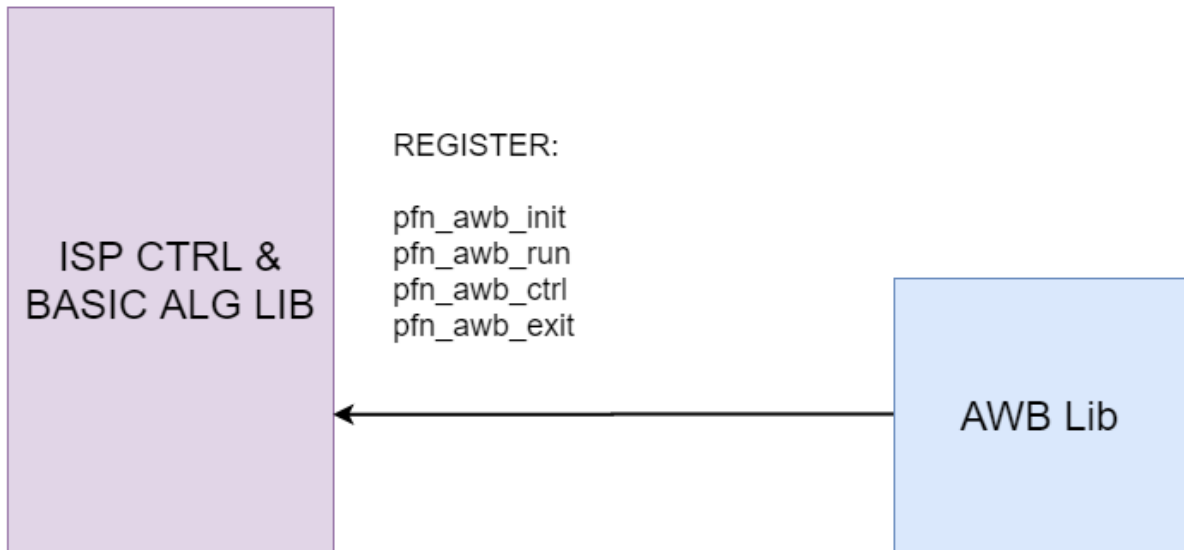 ISP CTRL &
BASIC ALG LIB
REGISTER:
pfn_awb_init
pfn_awb_run
pfn_awb_ctrl
pfn_awb_exit
AWB Lib